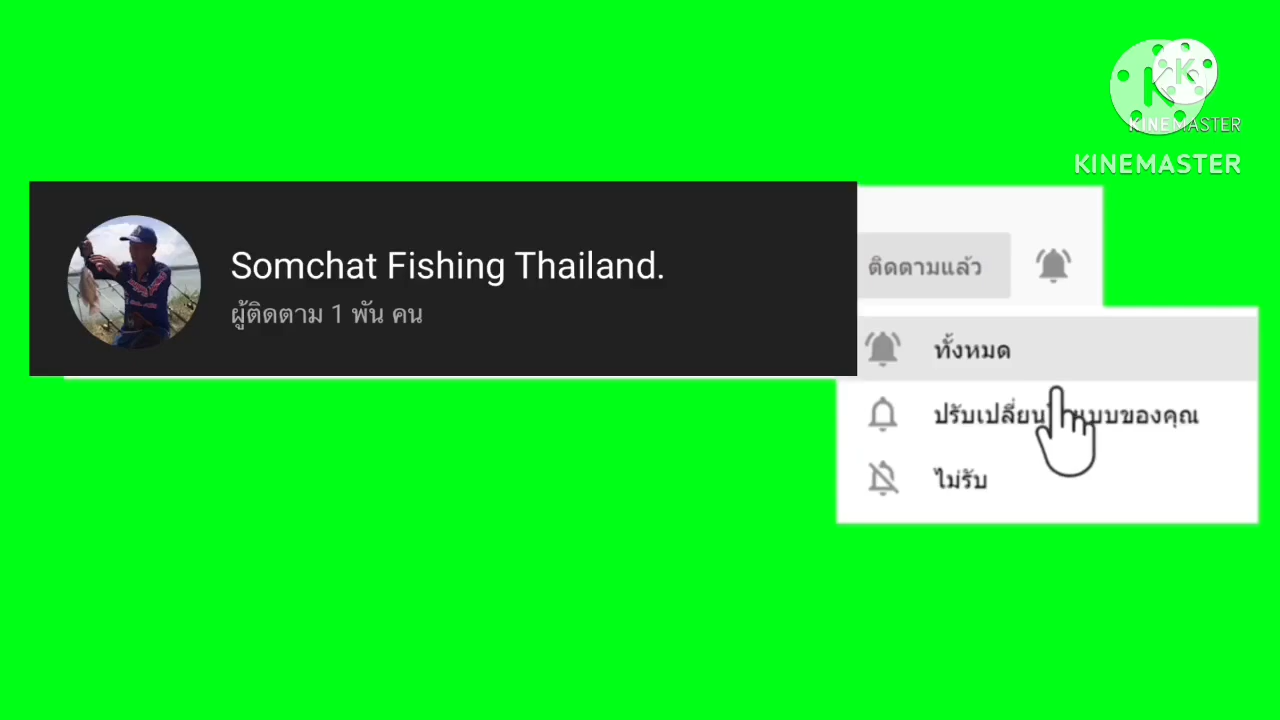 KINEMASTER
KINEMASTER
Somchat Fishing Thailand.
ผู้ติดตาม 1 พัน คน
ติดตามแล้ว
ทั้งหมด
ปรับเปลี่ยน แบบของคุณ
ไม่รับ